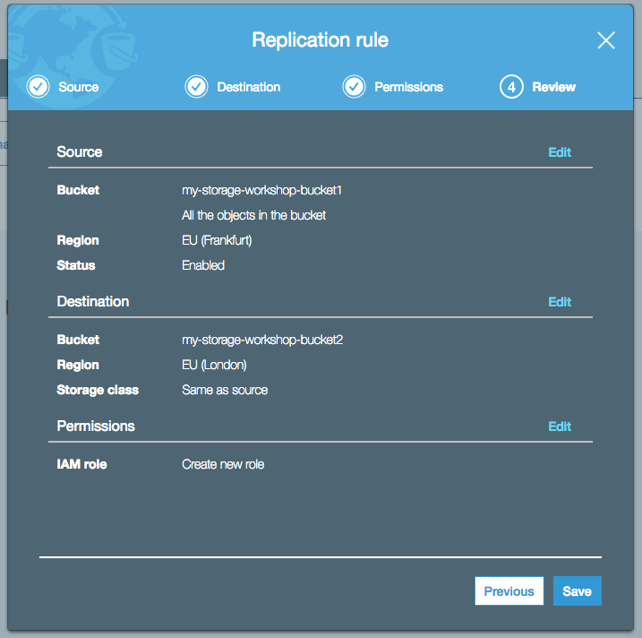 Replication rule
Source
Destination
Permissions
4 Review
Source Edit
Bucket my-storage-workshop-bucket1
All the objects in the bucket
Region EU (Frankfurt)
Status Enabled
Destination Edit
Bucket my-storage-workshop-bucket2
Region EU (London)
Storage class Same as source
Permissions Edit
IAM role Create new role
Previous Save